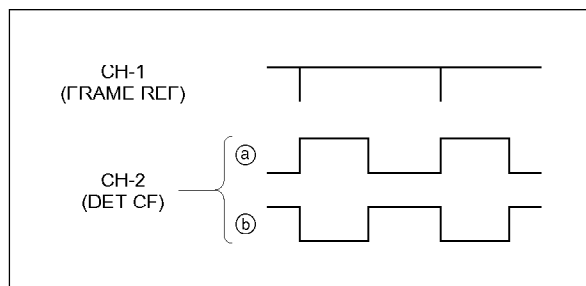 CH-1
(FRAME REF)
ⓐ
CH-2
(DET CF)
ⓑ